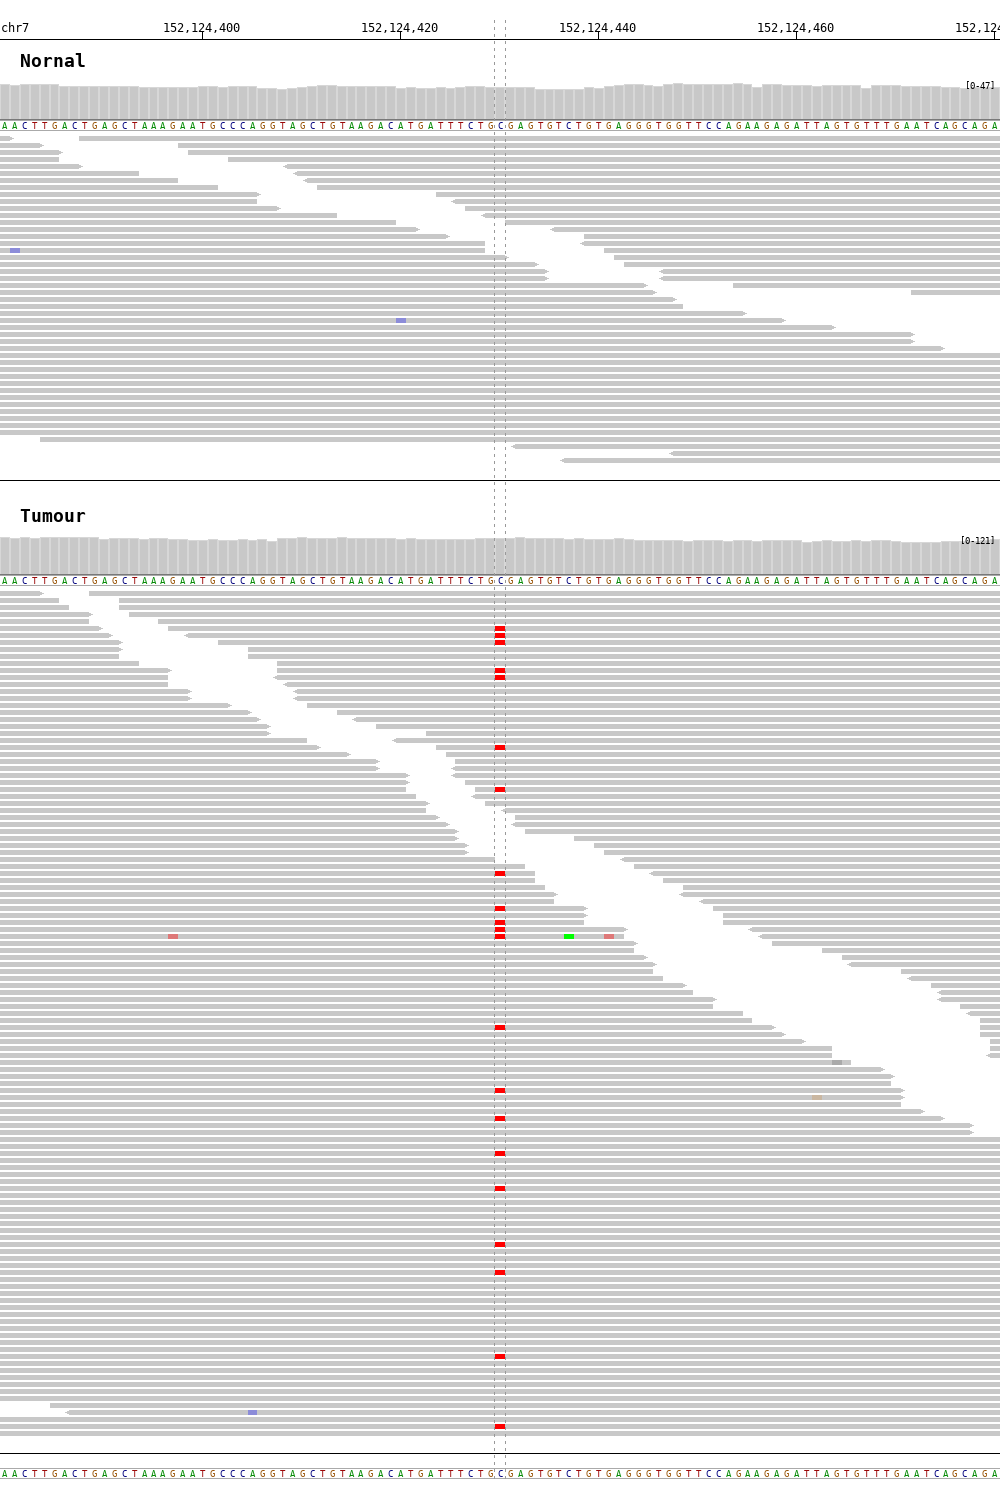 chr7 152,124,400 152,124,420 152,124,440 152,124,460 152,124
Nornal
[0-47]
AACTTGACTGAGCTAAAGAATGCCCAGGTAGCTGTAAGACATGATTTCTGCGAGTGTCTGTGAGGGTGGTTCCAGAAGAGATTAGTGTTTGAATCAGCAGA
Tumour
[0-121]
AACTTGACTGAGCTAAAGAATGCCCAGGTAGCTGTAAGACATGATTTCTGCGAGTGTCTGTGAGGGTGGTTCCAGAAGAGATTAGTGTTTGAATCAGCAGA
AACTTGACTGAGCTAAAGAATGCCCAGGTAGCTGTAAGACATGATTTCTGCGAGTGTCTGTGAGGGTGGTTCCAGAAGAGATTAGTGTTTGAATCAGCAGA